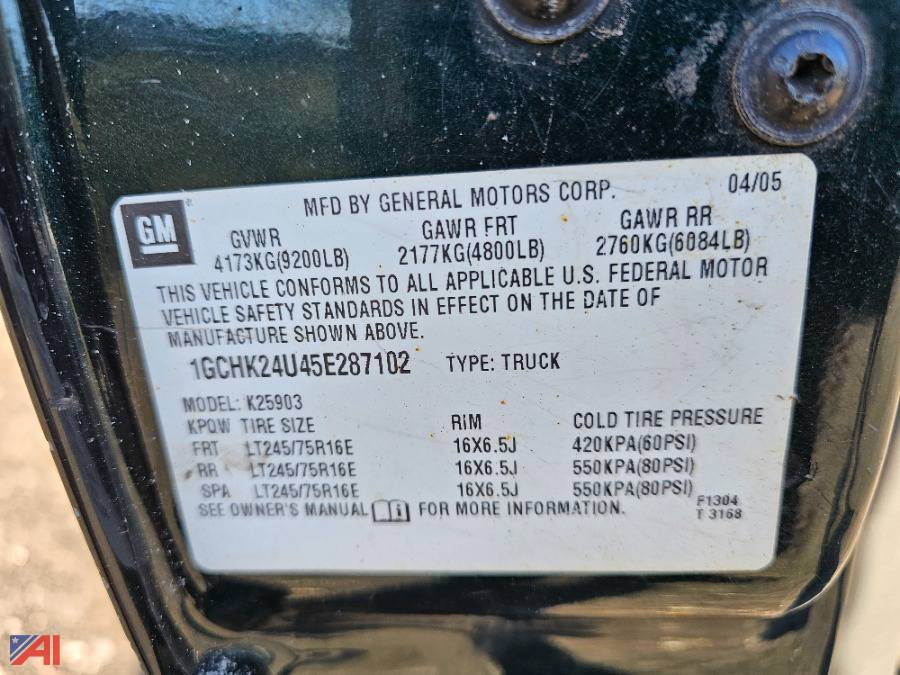 GM
MFD BY GENERAL MOTORS CORP. 04/05
GVWR GAWR FRT GAWR RR
4173KG(9200LB) 2177KG(4800LB) 2760KG(6084LB)
THIS VEHICLE CONFORMS TO ALL APPLICABLE U.S. FEDERAL MOTOR
VEHICLE SAFETY STANDARDS IN EFFECT ON THE DATE OF
MANUFACTURE SHOWN ABOVE.
1GCHK24U45E287102 TYPE: TRUCK
MODEL: K25903
KPQW TIRE SIZE RIM COLD TIRE PRESSURE
FRT LT245/75R16E 16X6.5J 420KPA(60PSI)
RR LT245/75R16E 16X6.5J 550KPA(80PSI)
SPA LT245/75R16E 16X6.5J 550KPA(80PSI)
SEE OWNER'S MANUAL FOR MORE INFORMATION. F1304
T 3168
AI